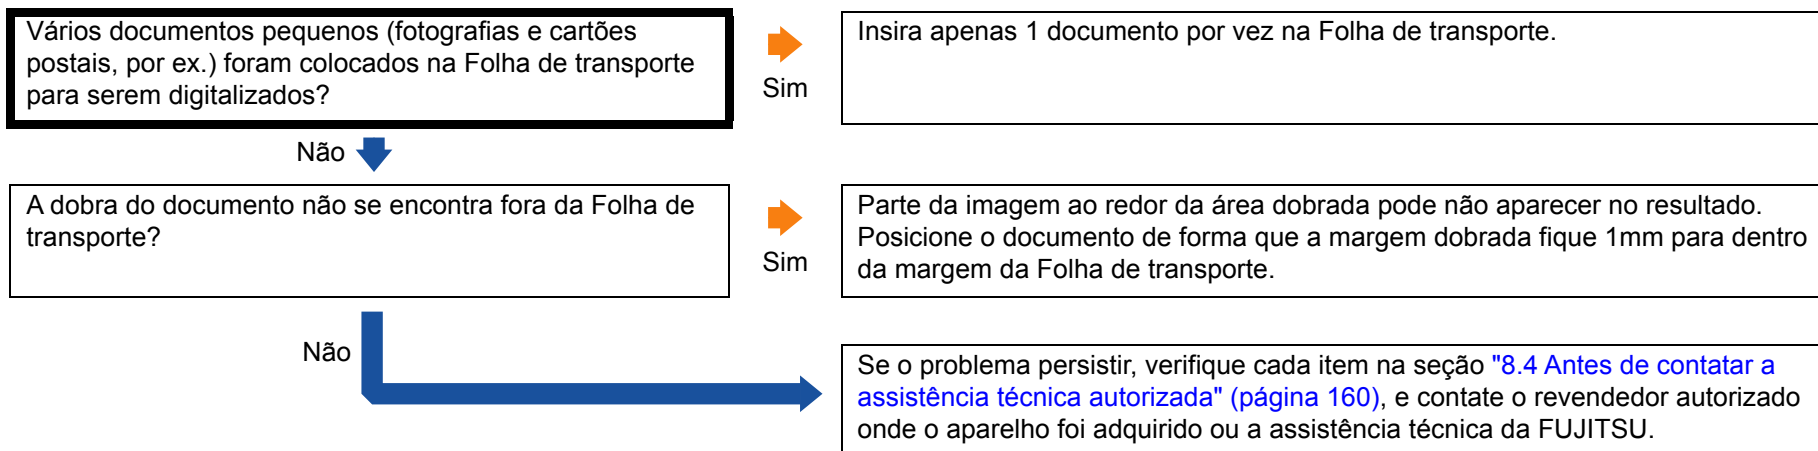 Vários documentos pequenos (fotografias e cartões
postais, por ex.) foram colocados na Folha de transporte
para serem digitalizados?
Sim
Insira apenas 1 documento por vez na Folha de transporte.
Não
A dobra do documento não se encontra fora da Folha de
transporte?
Sim
Parte da imagem ao redor da área dobrada pode não aparecer no resultado.
Posicione o documento de forma que a margem dobrada fique 1mm para dentro
da margem da Folha de transporte.
Não
Se o problema persistir, verifique cada item na seção "8.4 Antes de contatar a
assistência técnica autorizada" (página 160), e contate o revendedor autorizado
onde o aparelho foi adquirido ou a assistência técnica da FUJITSU.